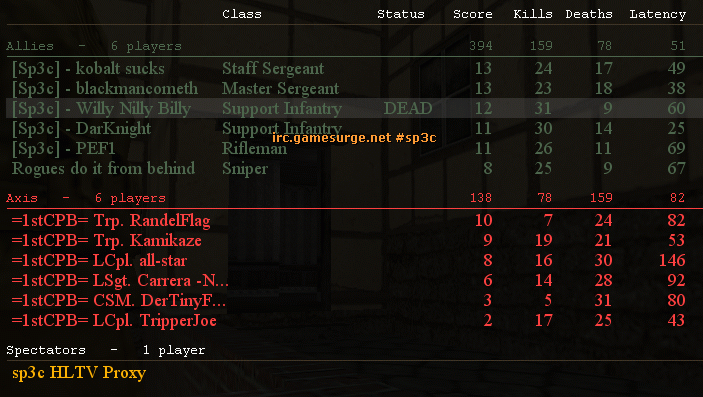 Class Status Score Kills Deaths Latency
Allies - 6 players 394 159 78 51
[Sp3c] - kobalt sucks Staff Sergeant 13 24 17 49
[Sp3c] - blackmancometh Master Sergeant 13 23 18 38
[Sp3c] - Willy Nilly Billy Support Infantry DEAD 12 31 9 60
[Sp3c] - DarKnight Support Infantry 11 30 14 25
irc.gamesurge.net #sp3c
[Sp3c] - PEF1 Rifleman 11 26 11 69
Rogues do it from behind Sniper 8 25 9 67
Axis - 6 players 138 78 159 82
=1stCPB= Trp. RandelFlag 10 7 24 82
=1stCPB= Trp. Kamikaze 9 19 21 53
=1stCPB= LCpl. all-star 8 16 30 146
=1stCPB= LSgt. Carrera -N... 6 14 28 92
=1stCPB= CSM. DerTinyF... 3 5 31 80
=1stCPB= LCpl. TripperJoe 2 17 25 43
Spectators - 1 player
sp3c HLTV Proxy